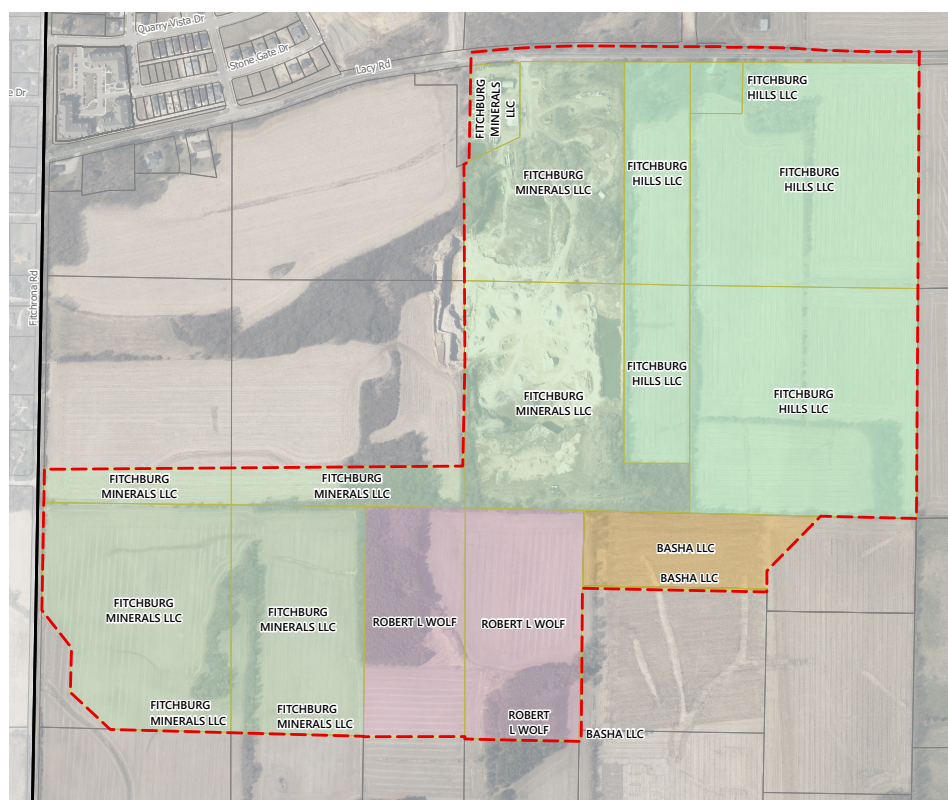 Quarry Vista Dr
Stone Gate Dr
Lacy Rd
e Dr
FITCHBURG
MINERALS
LLC
FITCHBURG
HILLS LLC
FITCHBURG
MINERALS LLC
FITCHBURG
HILLS LLC
FITCHBURG
HILLS LLC
Fitchrona Rd
FITCHBURG
MINERALS LLC
FITCHBURG
HILLS LLC
FITCHBURG
HILLS LLC
FITCHBURG
MINERALS LLC
FITCHBURG
MINERALS LLC
BASHA LLC
BASHA LLC
FITCHBURG
MINERALS LLC
FITCHBURG
MINERALS LLC
ROBERT L WOLF
ROBERT L WOLF
FITCHBURG
MINERALS LLC
FITCHBURG
MINERALS LLC
ROBERT
L WOLF
BASHA LLC